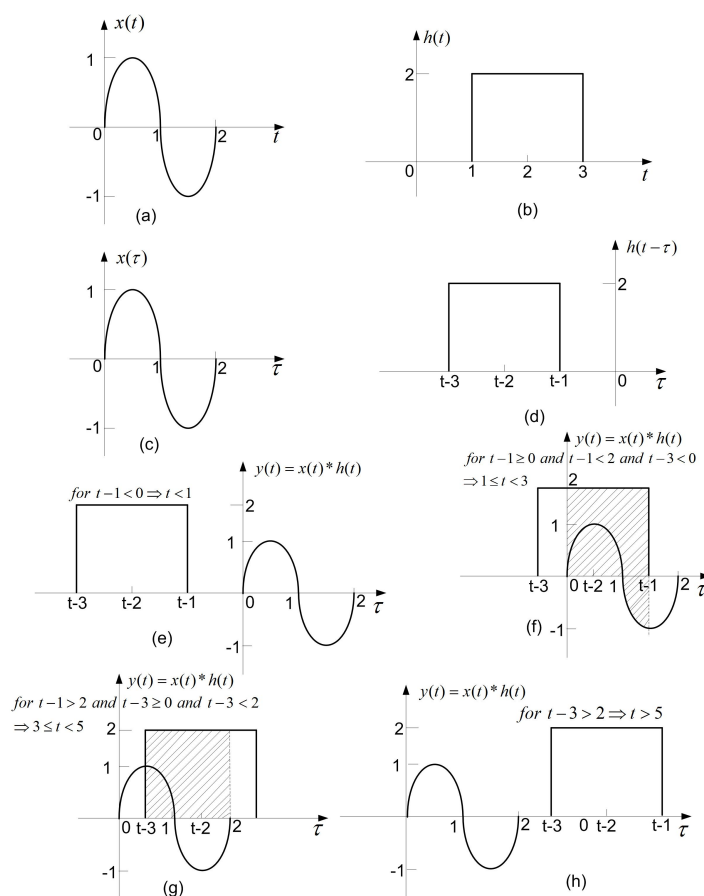 x(t)
1
0
1
2
t
-1
(a)
h(t)
2
0
1
2
3
t
(b)
x(τ)
1
0
1
2
τ
-1
(c)
h(t−τ)
2
t-3
t-2
t-1
0
τ
(d)
y(t) = x(t)* h(t)
for t−1<0⇒t<1
2
1
t-3
t-2
t-1
0
1
2
τ
-1
(e)
y(t) = x(t)* h(t)
for t−1≥0 and t−1<2 and t−3<0
⇒1≤t<3
2
1
t-3
0
t-2
1
t-1
2
τ
-1
(f)
y(t) = x(t)* h(t)
for t−1>2 and t−3≥0 and t−3<2
⇒3≤t<5
2
1
0
t-3
1
t-2
2
τ
-1
(g)
y(t) = x(t)* h(t)
for t−3>2⇒t>5
2
1
1
2
t-3
0
t-2
t-1
τ
-1
(h)